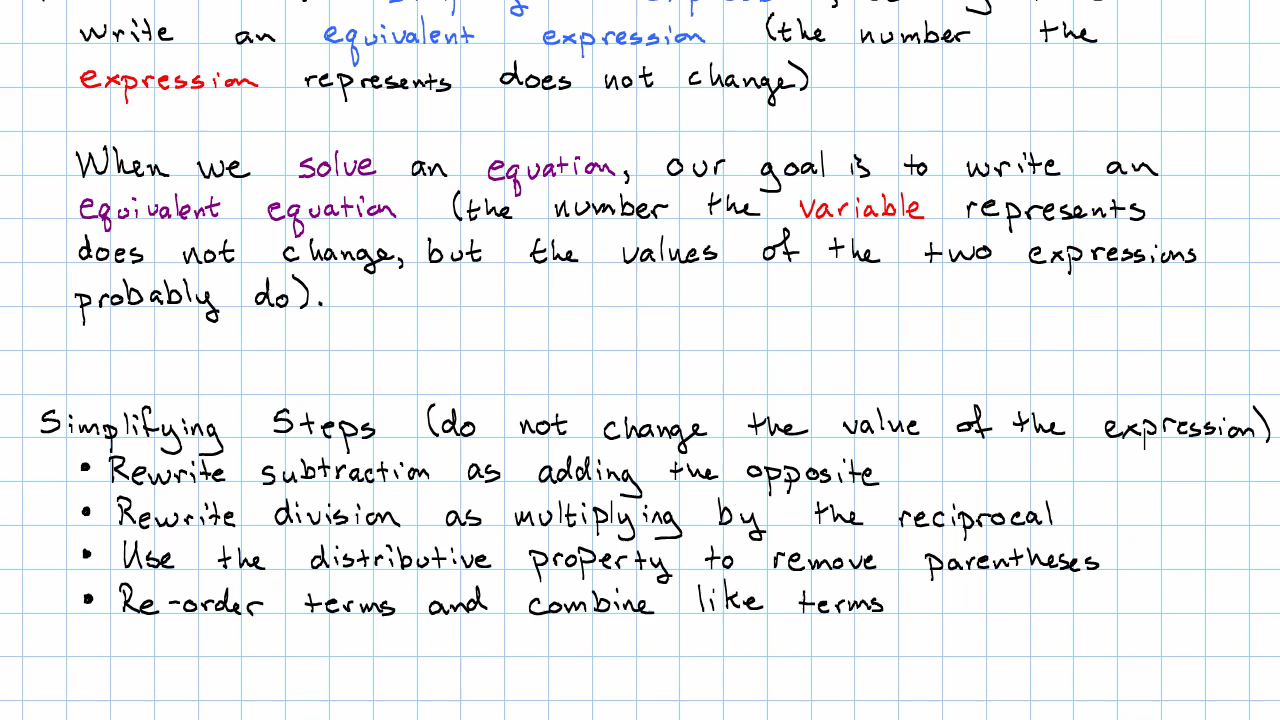 write an equivalent expression (the number the
expression represents does not change)
When we solve an equation, our goal is to write an
equivalent equation (the number the variable represents
does not change, but the values of the two expressions
probably do).
Simplifying Steps (do not change the value of the expression)
• Rewrite subtraction as adding the opposite
• Rewrite division as multiplying by the reciprocal
• Use the distributive property to remove parentheses
• Re-order terms and combine like terms